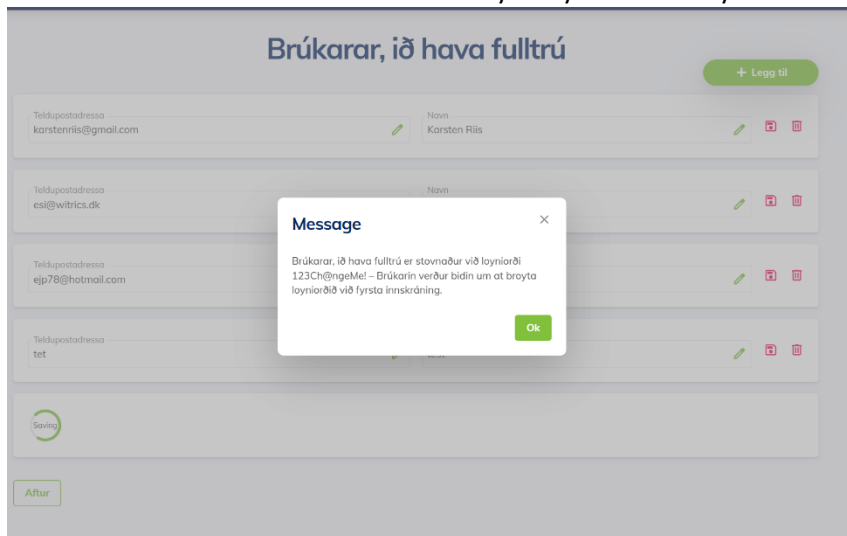 Brúkarar, ið hava fulltrú
+ Legg til
Teldupostadressa
karstenriis@gmail.com
Navn
Karsten Riis
Teldupostadressa
esi@witrics.dk
Navn
Message
Brúkarar, ið hava fulltrú er stovnaður við loyniorði
123Ch@ngeMe! – Brúkarin verður biðin um at broyta
loyniorðið við fyrsta innskráning.
Ok
Teldupostadressa
ejp78@hotmail.com
Teldupostadressa
tet
Saving
Aftur